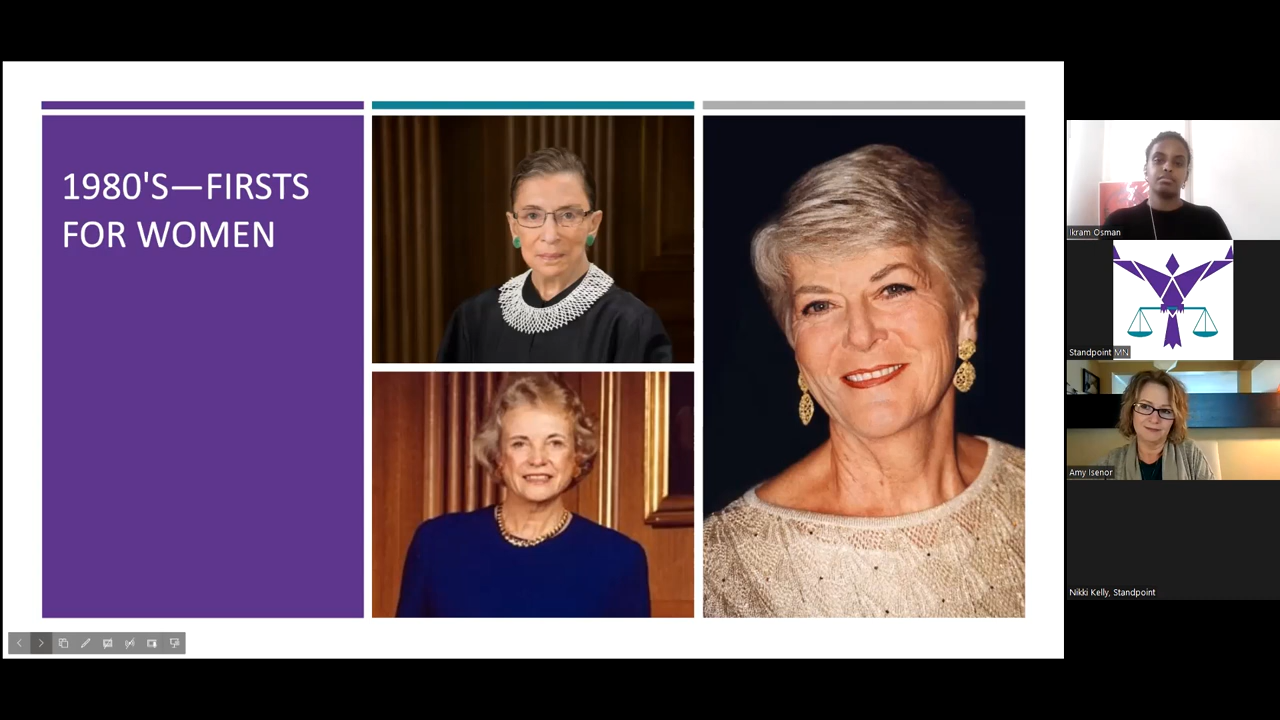 1980'S—FIRSTS
FOR WOMEN
Ikram Osman
Standpoint MN
Amy Isenor
Nikki Kelly, Standpoint